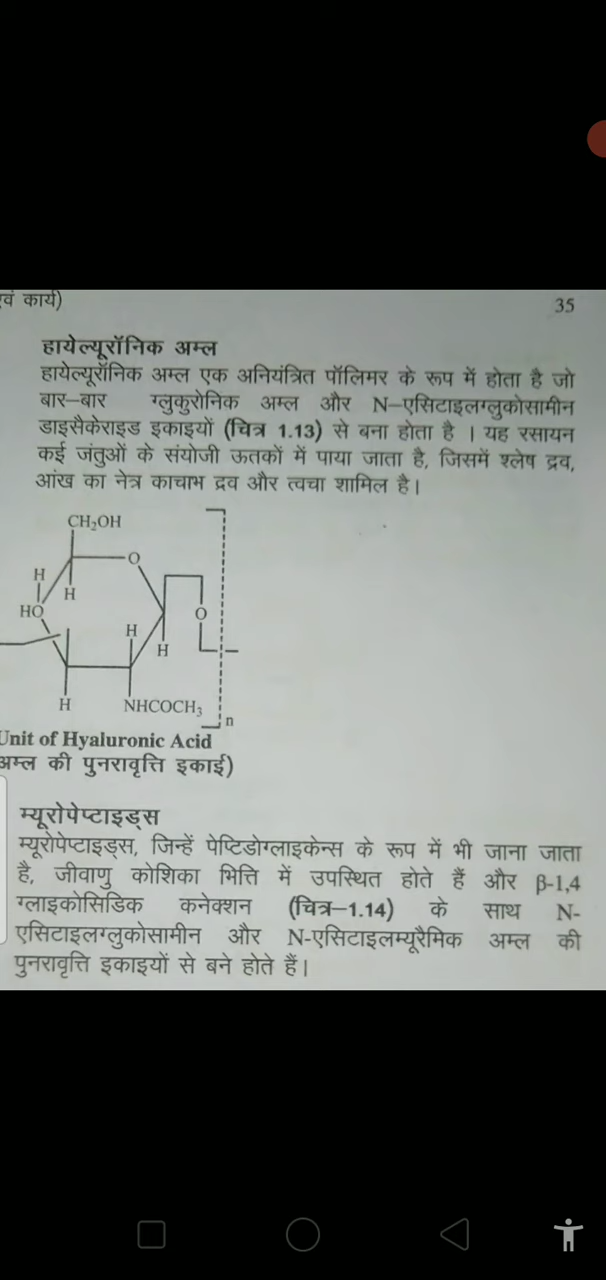 एवं कार्य)
35
हायेल्यूरॉनिक अम्ल
हायेल्यूरॉनिक अम्ल एक अनियंत्रित पॉलिमर के रूप में होता है जो
बार–बार ग्लुकुरोनिक अम्ल और N–एसिटाइलग्लुकोसामीन
डाइसैकेराइड इकाइयों (चित्र 1.13) से बना होता है । यह रसायन
कई जंतुओं के संयोजी ऊतकों में पाया जाता है, जिसमें श्लेष द्रव,
आंख का नेत्र काचाभ द्रव और त्वचा शामिल है।
CH₂OH
O
H
H
HO
H
O
H
H
NHCOCH₃
n
Unit of Hyaluronic Acid
अम्ल की पुनरावृत्ति इकाई)
म्यूरोपेप्टाइड्स
म्यूरोपेप्टाइड्स, जिन्हें पेप्टिडोग्लाइकेन्स के रूप में भी जाना जाता
है, जीवाणु कोशिका भित्ति में उपस्थित होते हैं और β-1,4
ग्लाइकोसिडिक कनेक्शन (चित्र–1.14) के साथ N-
एसिटाइलग्लुकोसामीन और N-एसिटाइलम्यूरैमिक अम्ल की
पुनरावृत्ति इकाइयों से बने होते हैं।